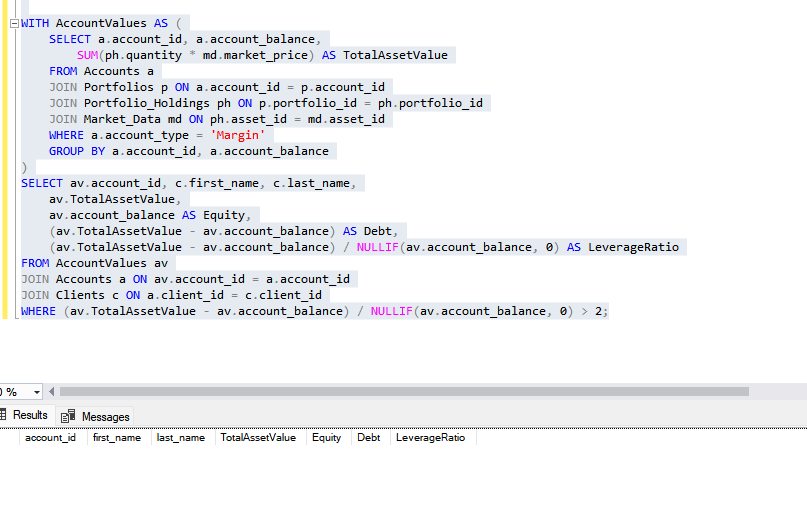 WITH AccountValues AS (
    SELECT a.account_id, a.account_balance,
        SUM(ph.quantity * md.market_price) AS TotalAssetValue
    FROM Accounts a
    JOIN Portfolios p ON a.account_id = p.account_id
    JOIN Portfolio_Holdings ph ON p.portfolio_id = ph.portfolio_id
    JOIN Market_Data md ON ph.asset_id = md.asset_id
    WHERE a.account_type = 'Margin'
    GROUP BY a.account_id, a.account_balance
)
SELECT av.account_id, c.first_name, c.last_name,
    av.TotalAssetValue,
    av.account_balance AS Equity,
    (av.TotalAssetValue - av.account_balance) AS Debt,
    (av.TotalAssetValue - av.account_balance) / NULLIF(av.account_balance, 0) AS LeverageRatio
FROM AccountValues av
JOIN Accounts a ON av.account_id = a.account_id
JOIN Clients c ON a.client_id = c.client_id
WHERE (av.TotalAssetValue - av.account_balance) / NULLIF(av.account_balance, 0) > 2;
%
Results Messages
account_id first_name last_name TotalAssetValue Equity Debt LeverageRatio